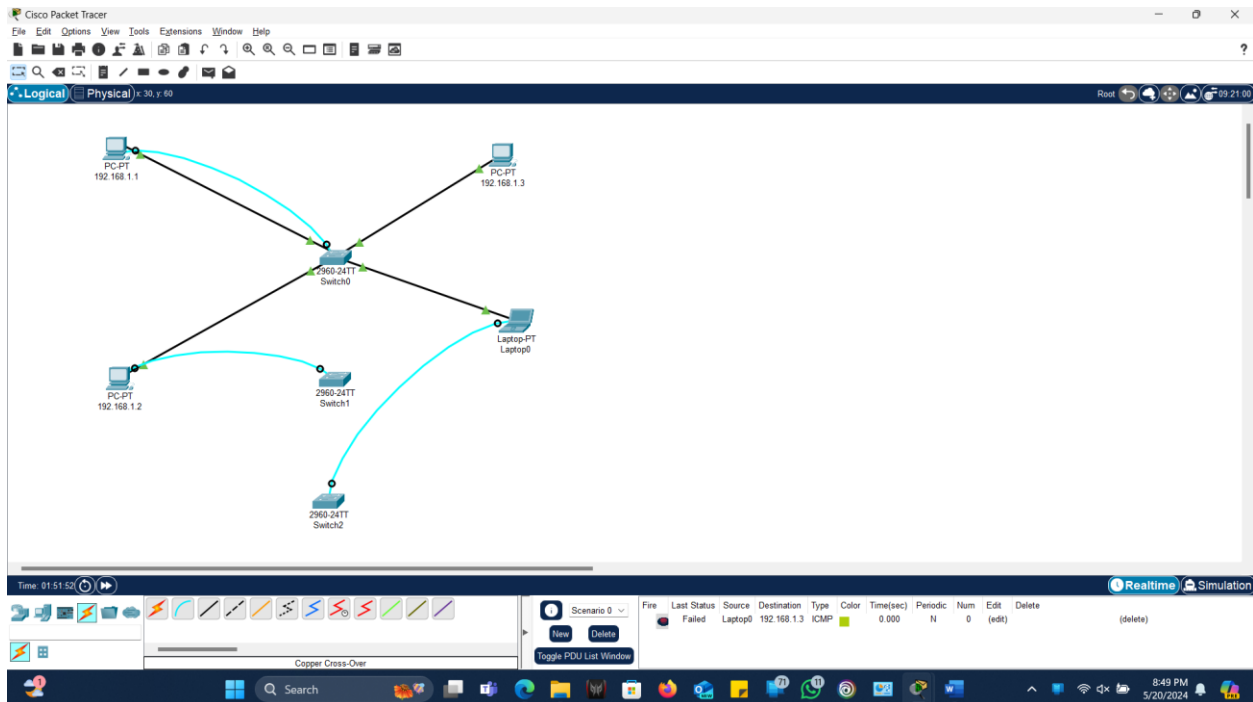 Cisco Packet Tracer
File Edit Options View Tools Extensions Window Help
?
Logical Physical x: 30, y: 60 Root 09:21:00
PC-PT
192.168.1.1
PC-PT
192.168.1.3
2960-24TT
Switch0
Laptop-PT
Laptop0
PC-PT
192.168.1.2
2960-24TT
Switch1
2960-24TT
Switch2
Time: 01:51:52 Realtime Simulation
Scenario 0
New Delete
Toggle PDU List Window
Fire Last Status Source Destination Type Color Time(sec) Periodic Num Edit Delete
Failed Laptop0 192.168.1.3 ICMP 0.000 N 0 (edit) (delete)
Copper Cross-Over
Search
71
11
8:49 PM
5/20/2024